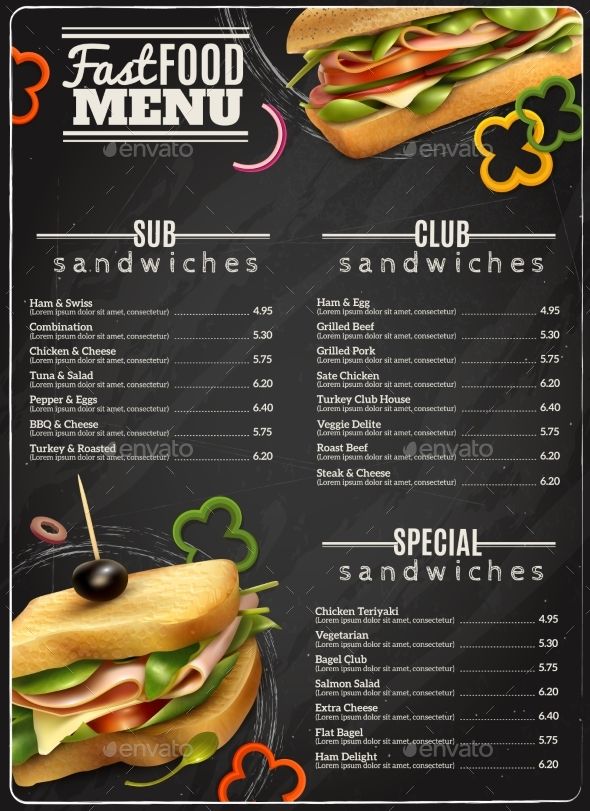 Fast FOOD
MENU
SUB
sandwiches
Ham & Swiss
(Lorem ipsum dolor sit amet, consectetur) 4.95
Combination
(Lorem ipsum dolor sit amet, consectetur) 5.30
Chicken & Cheese
(Lorem ipsum dolor sit amet, consectetur) 5.75
Tuna & Salad
(Lorem ipsum dolor sit amet, consectetur) 6.20
Pepper & Eggs
(Lorem ipsum dolor sit amet, consectetur) 6.40
BBQ & Cheese
(Lorem ipsum dolor sit amet, consectetur) 5.75
Turkey & Roasted
(Lorem ipsum dolor sit amet, consectetur) 6.20
CLUB
sandwiches
Ham & Egg
(Lorem ipsum dolor sit amet, consectetur) 4.95
Grilled Beef
(Lorem ipsum dolor sit amet, consectetur) 5.30
Grilled Pork
(Lorem ipsum dolor sit amet, consectetur) 5.75
Sate Chicken
(Lorem ipsum dolor sit amet, consectetur) 6.20
Turkey Club House
(Lorem ipsum dolor sit amet, consectetur) 6.40
Veggie Delite
(Lorem ipsum dolor sit amet, consectetur) 5.75
Roast Beef
(Lorem ipsum dolor sit amet, consectetur) 6.20
Steak & Cheese
(Lorem ipsum dolor sit amet, consectetur) 6.20
SPECIAL
sandwiches
Chicken Teriyaki
(Lorem ipsum dolor sit amet, consectetur) 4.95
Vegetarian
(Lorem ipsum dolor sit amet, consectetur) 5.30
Bagel Club
(Lorem ipsum dolor sit amet, consectetur) 5.75
Salmon Salad
(Lorem ipsum dolor sit amet, consectetur) 6.20
Extra Cheese
(Lorem ipsum dolor sit amet, consectetur) 6.40
Flat Bagel
(Lorem ipsum dolor sit amet, consectetur) 5.75
Ham Delight
(Lorem ipsum dolor sit amet, consectetur) 6.20
envato
envato
envato
envato
envato
envato